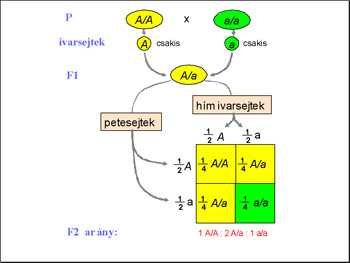 P A/A x a/a
ivarsejtek A csakis a csakis
F1 A/a
petesejtek hím ivarsejtek
1/2 A 1/2 a
1/2 A 1/4 A/A 1/4 A/a
1/2 a 1/4 A/a 1/4 a/a
F2 arány: 1 A/A : 2 A/a : 1 a/a